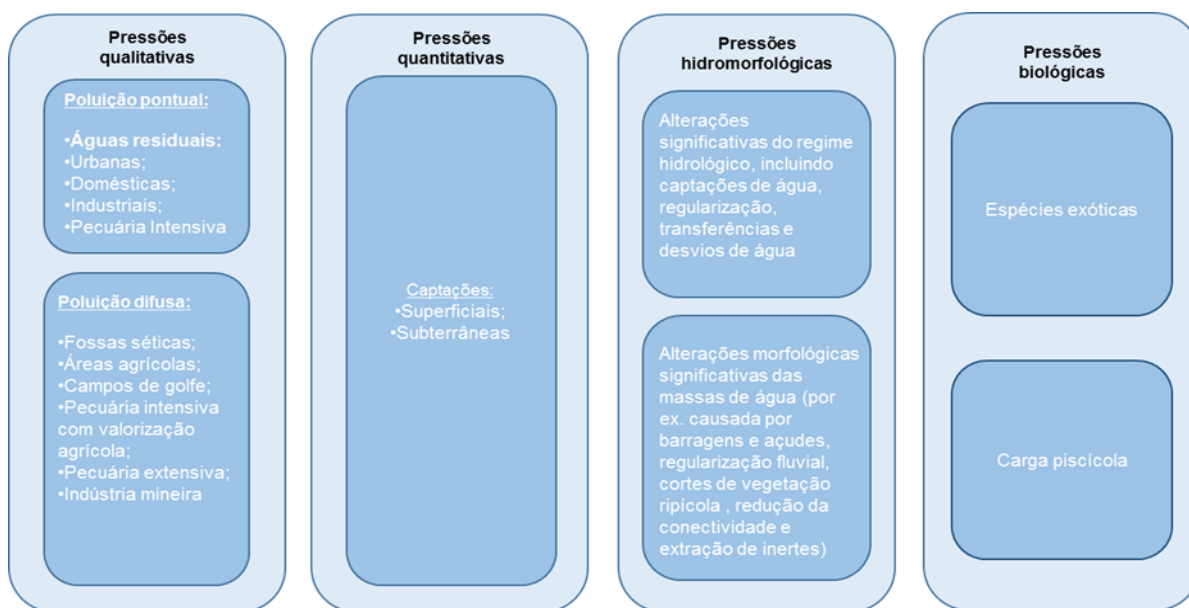 Pressões
qualitativas
Poluição pontual:
•Águas residuais:
•Urbanas;
•Domésticas;
•Industriais;
•Pecuária Intensiva
Poluição difusa:
•Fossas séticas;
•Áreas agrícolas;
•Campos de golfe;
•Pecuária intensiva
com valorização
agrícola;
•Pecuária extensiva;
•Indústria mineira
Pressões
quantitativas
Captações:
•Superficiais;
•Subterrâneas
Pressões
hidromorfológicas
Alterações
significativas do regime
hidrológico, incluindo
captações de água,
regularização,
transferências e
desvios de água
Alterações morfológicas
significativas das
massas de água (por
ex. causada por
barragens e açudes,
regularização fluvial,
cortes de vegetação
ripícola , redução da
conectividade e
extração de inertes)
Pressões
biológicas
Espécies exóticas
Carga piscícola